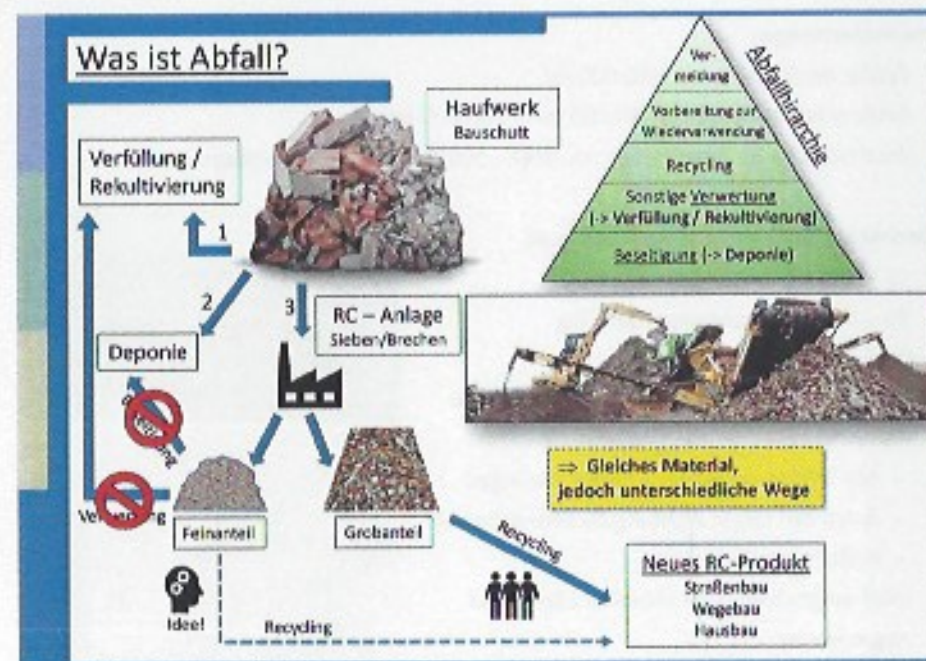 Was ist Abfall?
Haufwerk
Bauschutt
Verfüllung /
Rekultivierung
1
2
3
Deponie
RC – Anlage
Sieben/Brechen
Feinanteil
Grobanteil
Idee!
Recycling
Recycling
Neues RC-Produkt
Straßenbau
Wegebau
Hausbau
⇒ Gleiches Material,
jedoch unterschiedliche Wege
Abfallhierarchie
Ver-
meidung
Vorbereitung zur
Wiederverwendung
Recycling
Sonstige Verwertung
(-> Verfüllung / Rekultivierung)
Beseitigung (-> Deponie)